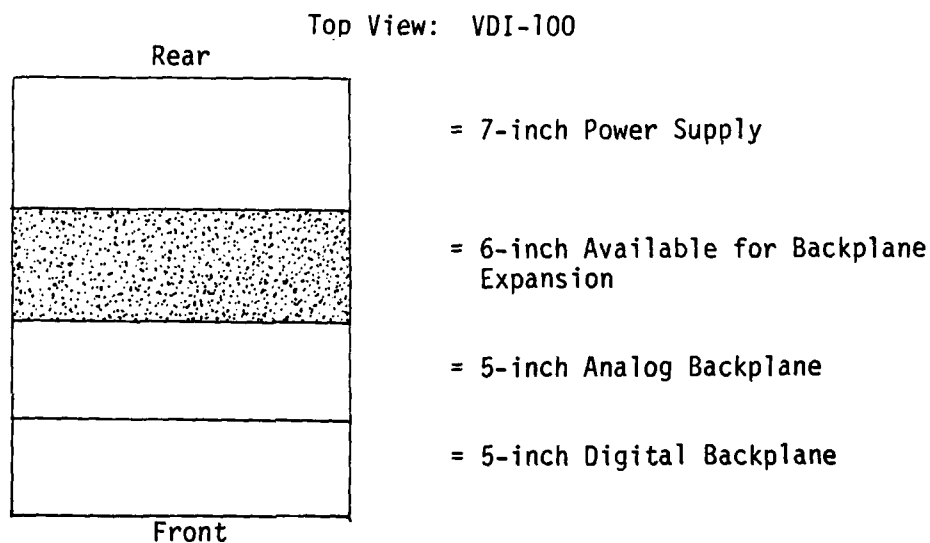 Top View: VDI-100
Rear
= 7-inch Power Supply
= 6-inch Available for Backplane
Expansion
= 5-inch Analog Backplane
= 5-inch Digital Backplane
Front